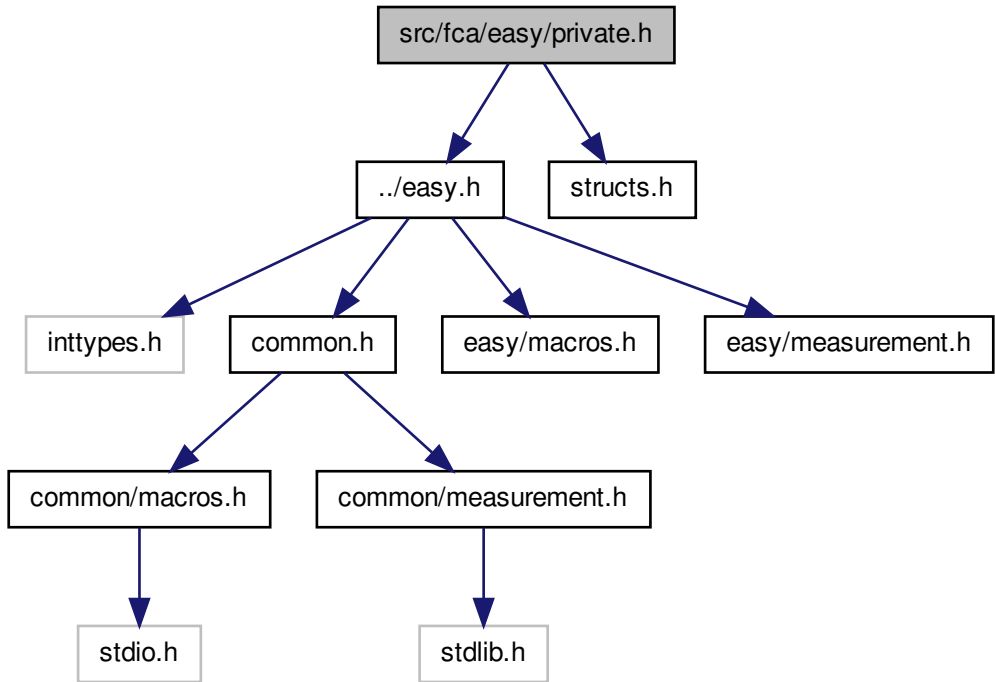 src/fca/easy/private.h
../easy.h
structs.h
inttypes.h
common.h
easy/macros.h
easy/measurement.h
common/macros.h
common/measurement.h
stdio.h
stdlib.h